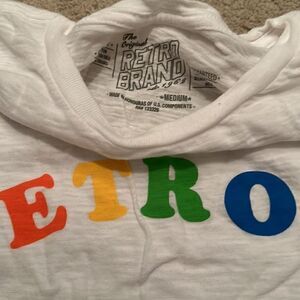 The
Original
RETRO
BRAND
MEDIUM
MADE IN HONDURAS OF U.S. COMPONENTS
ETRO